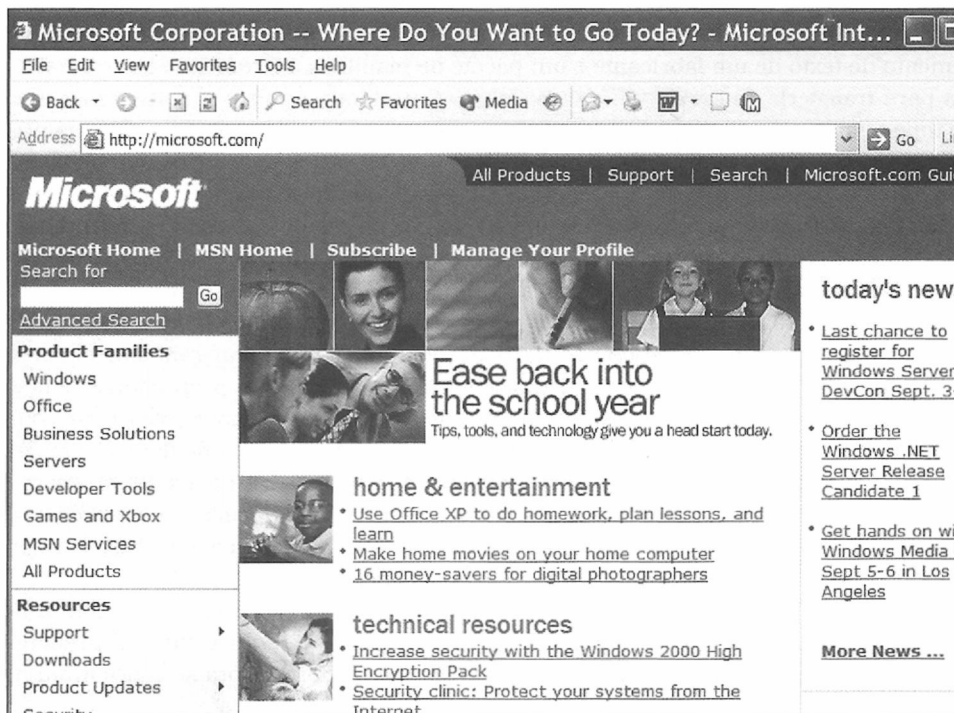 Microsoft Corporation -- Where Do You Want to Go Today? - Microsoft Int...
File Edit View Favorites Tools Help
Back Search Favorites Media
Address http://microsoft.com/ Go
All Products | Support | Search | Microsoft.com
Microsoft
Microsoft Home | MSN Home | Subscribe | Manage Your Profile
Search for
Go
Advanced Search
Product Families
Windows
Office
Business Solutions
Servers
Developer Tools
Games and Xbox
MSN Services
All Products
Resources
Support
Downloads
Product Updates
Security
Ease back into
the school year
Tips, tools, and technology give you a head start today.
home & entertainment
Use Office XP to do homework, plan lessons, and
learn
Make home movies on your home computer
16 money-savers for digital photographers
technical resources
Increase security with the Windows 2000 High
Encryption Pack
Security clinic: Protect your systems from the
Internet
today's new
Last chance to
register for
Windows Server
DevCon Sept. 3-
Order the
Windows .NET
Server Release
Candidate 1
Get hands on wi
Windows Media
Sept 5-6 in Los
Angeles
More News ...